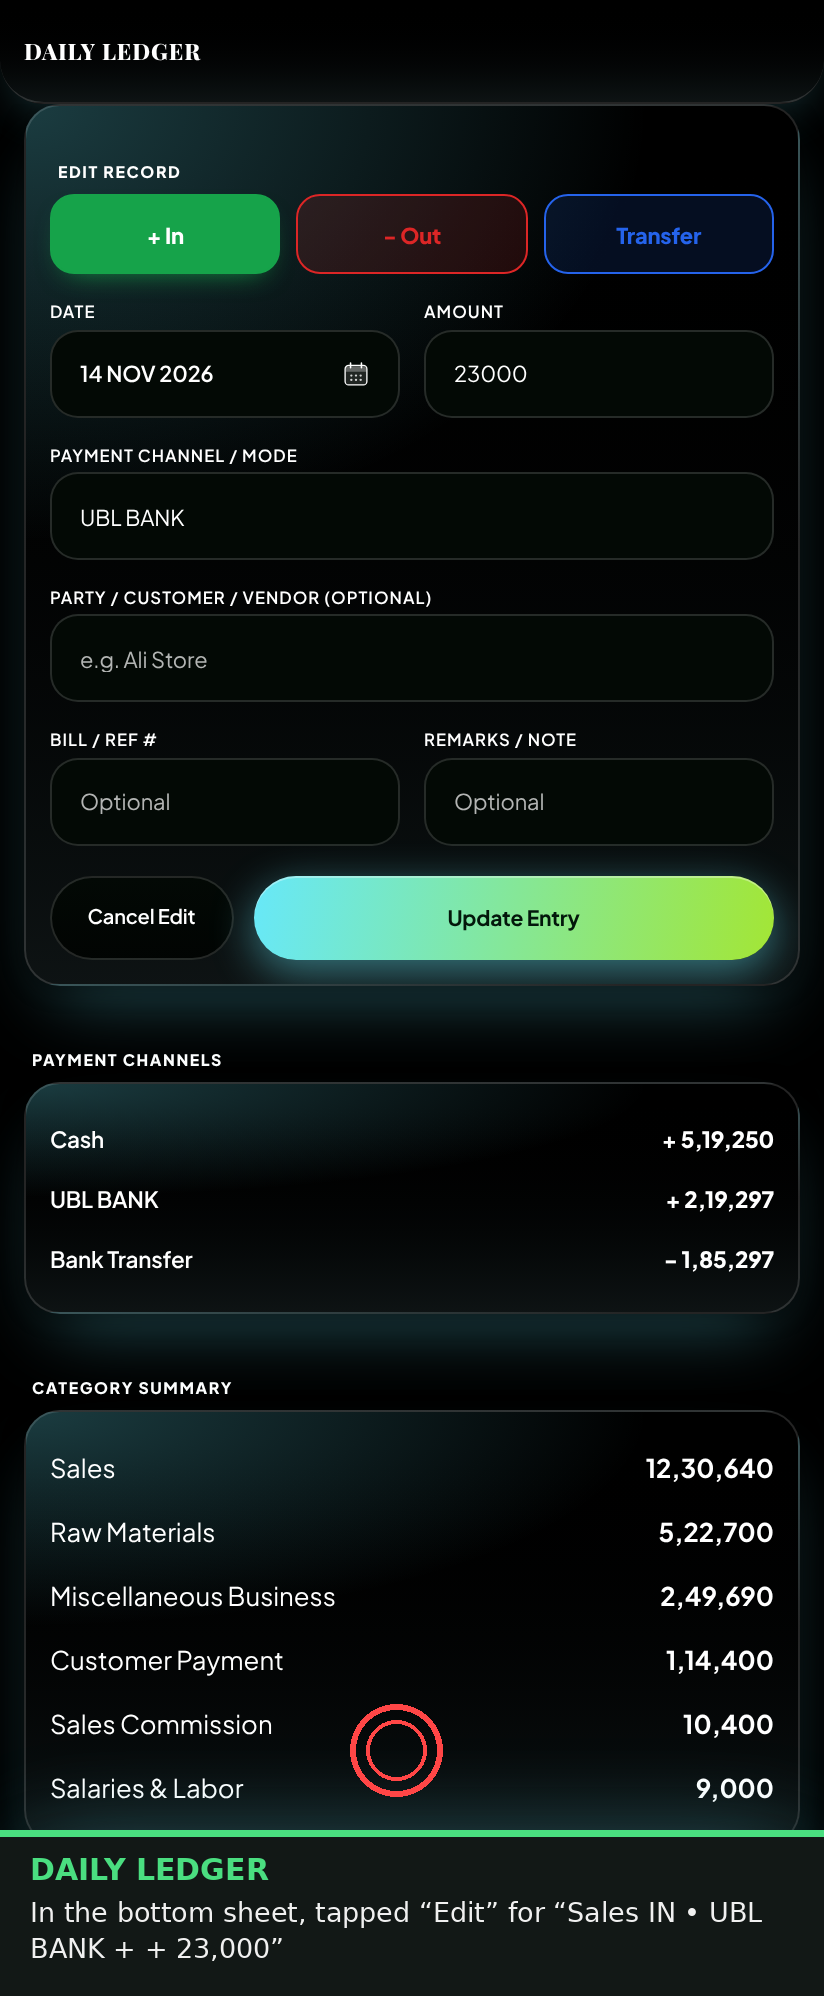 DAILY LEDGER
EDIT RECORD
+ In
– Out
Transfer
DATE
AMOUNT
14 NOV 2026
23000
PAYMENT CHANNEL / MODE
UBL BANK
PARTY / CUSTOMER / VENDOR (OPTIONAL)
e.g. Ali Store
BILL / REF #
REMARKS / NOTE
Optional
Optional
Cancel Edit
Update Entry
PAYMENT CHANNELS
Cash + 5,19,250
UBL BANK + 2,19,297
Bank Transfer – 1,85,297
CATEGORY SUMMARY
Sales 12,30,640
Raw Materials 5,22,700
Miscellaneous Business 2,49,690
Customer Payment 1,14,400
Sales Commission 10,400
Salaries & Labor 9,000
DAILY LEDGER
In the bottom sheet, tapped “Edit” for “Sales IN • UBL
BANK + + 23,000”